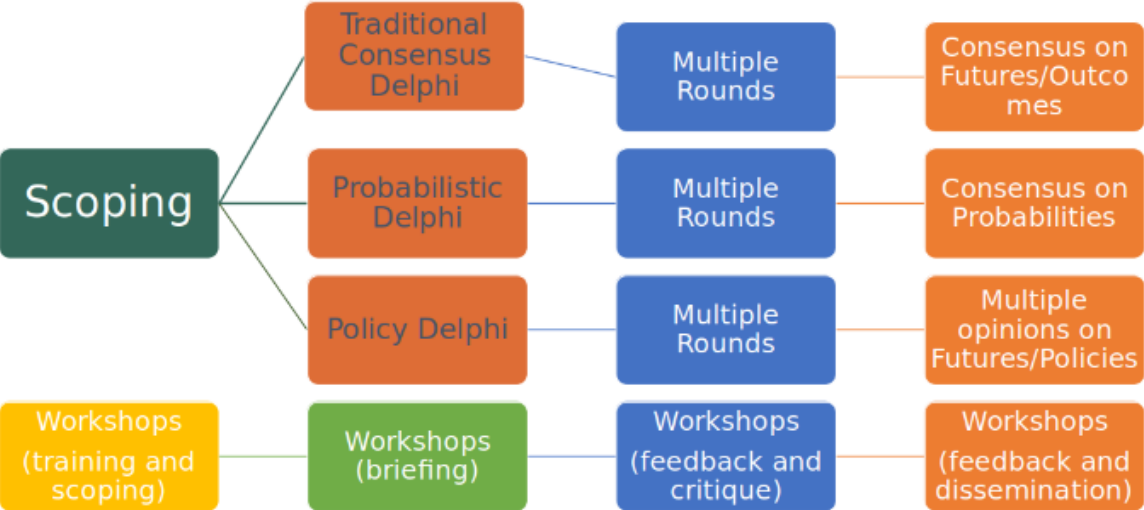 Traditional
Consensus
Delphi
Multiple
Rounds
Consensus on
Futures/Outco
mes
Scoping
Probabilistic
Delphi
Multiple
Rounds
Consensus on
Probabilities
Policy Delphi
Multiple
Rounds
Multiple
opinions on
Futures/Policies
Workshops
(training and
scoping)
Workshops
(briefing)
Workshops
(feedback and
critique)
Workshops
(feedback and
dissemination)